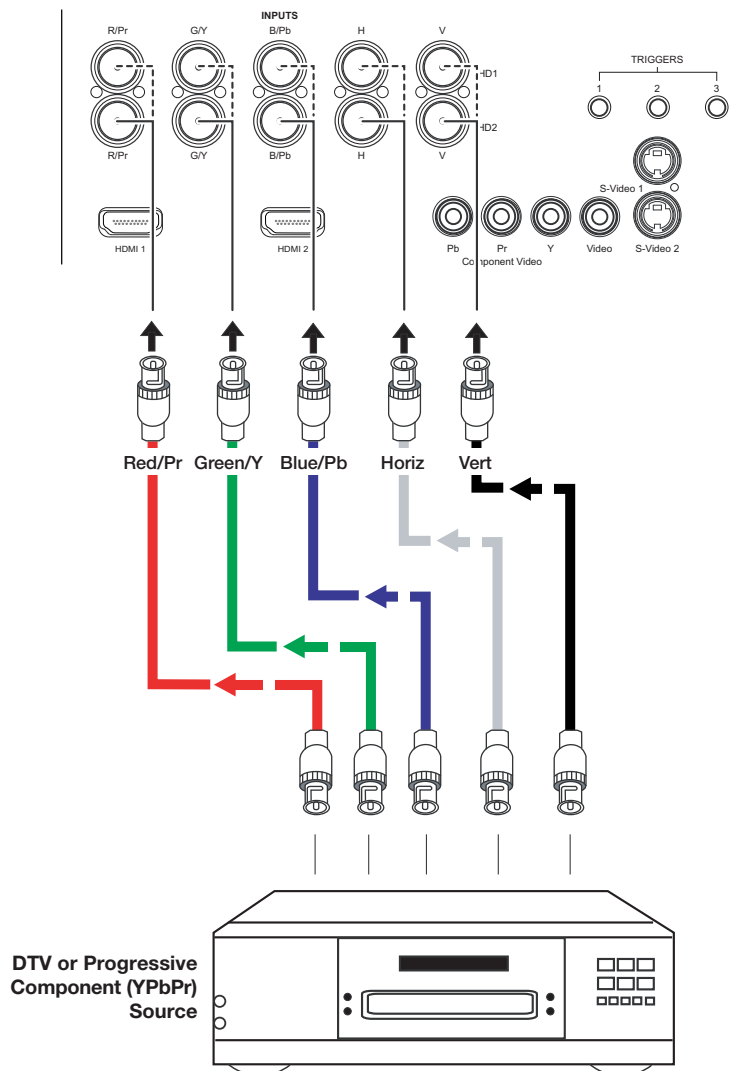 INPUTS
R/Pr G/Y B/Pb H V
HD1
TRIGGERS
1 2 3
HD2
R/Pr G/Y B/Pb H V
S-Video 1
HDMI 1 HDMI 2 Pb Pr Y Video S-Video 2
Component Video
Red/Pr Green/Y Blue/Pb Horiz Vert
DTV or Progressive
Component (YPbPr)
Source